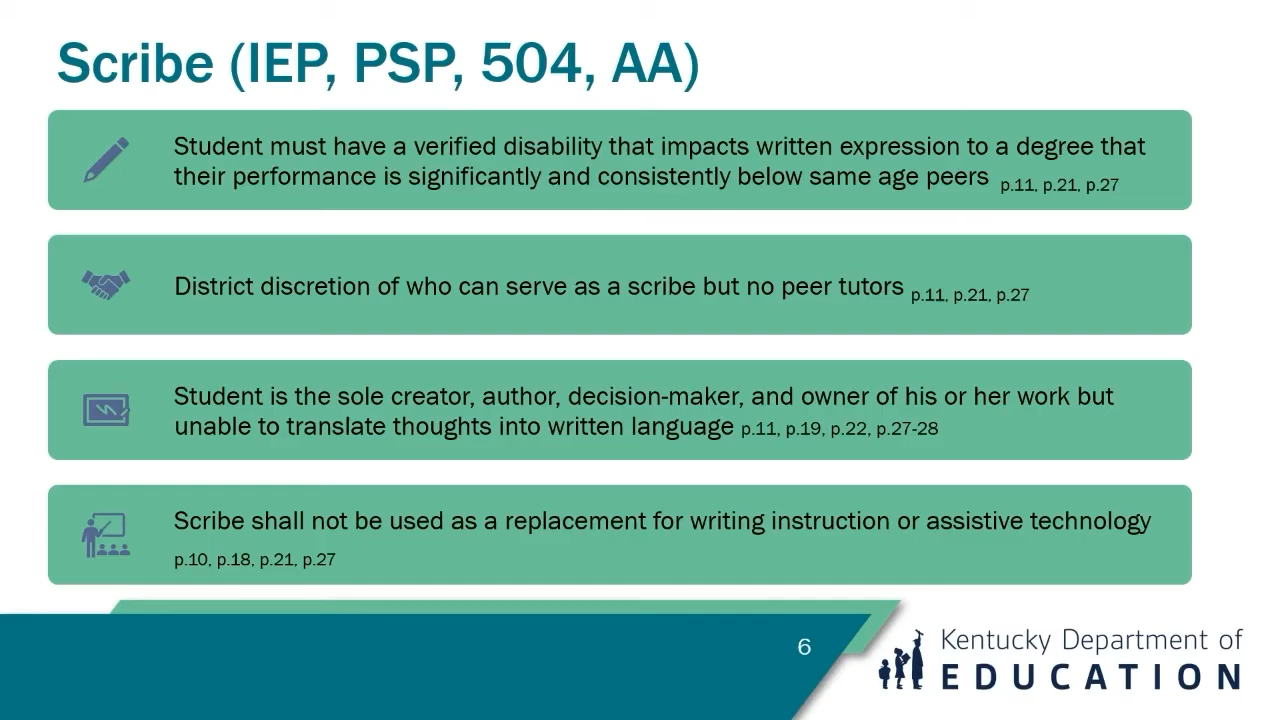 Scribe (IEP, PSP, 504, AA)
Student must have a verified disability that impacts written expression to a degree that
their performance is significantly and consistently below same age peers p.11, p.21, p.27
District discretion of who can serve as a scribe but no peer tutors p.11, p.21, p.27
Student is the sole creator, author, decision-maker, and owner of his or her work but
unable to translate thoughts into written language p.11, p.19, p.22, p.27-28
Scribe shall not be used as a replacement for writing instruction or assistive technology
p.10, p.18, p.21, p.27
6
Kentucky Department of
EDUCATION